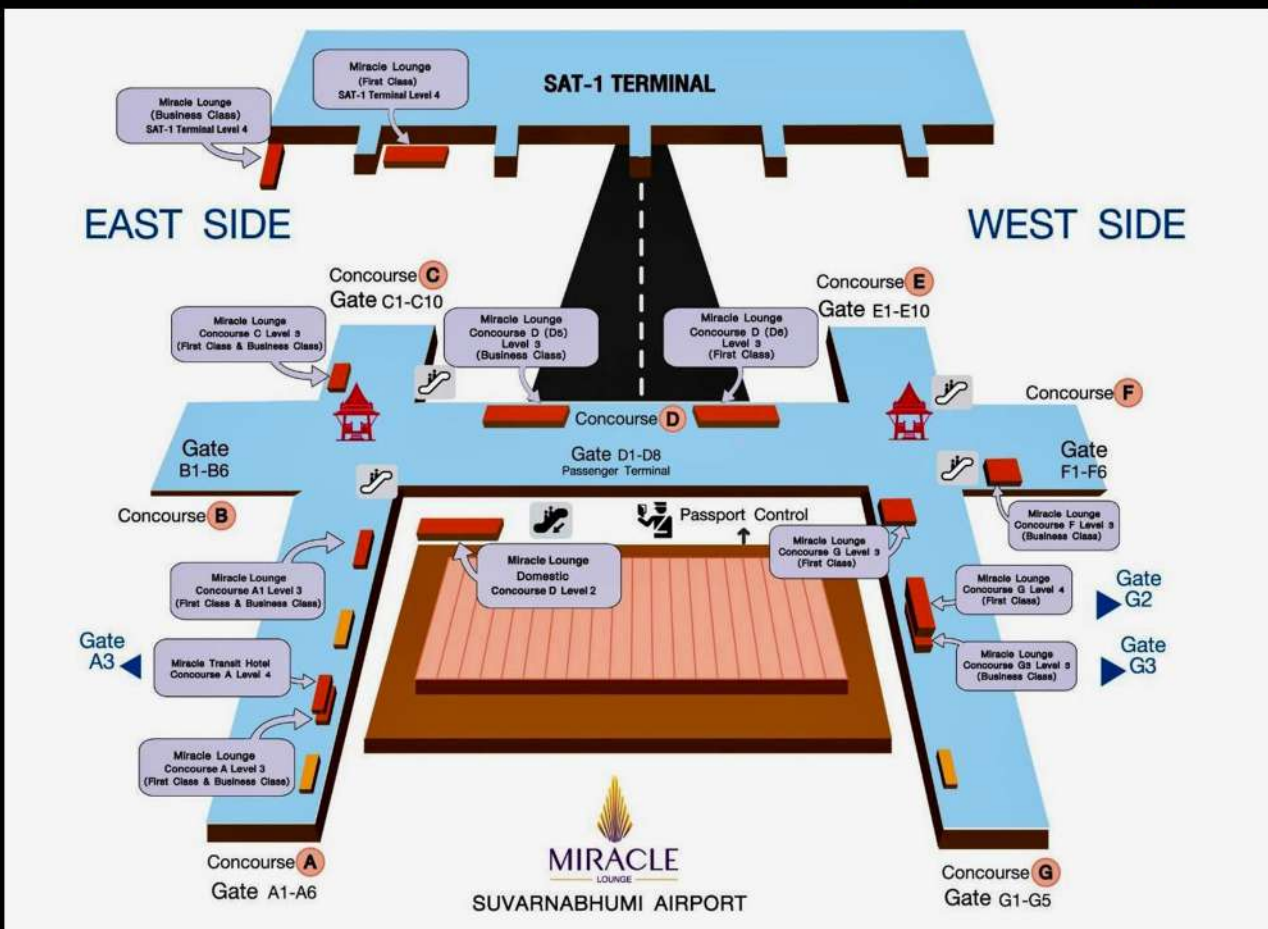 SAT-1 TERMINAL
Miracle Lounge
(First Class)
SAT-1 Terminal Level 4
Miracle Lounge
(Business Class)
SAT-1 Terminal Level 4
EAST SIDE
WEST SIDE
Concourse C
Gate C1-C10
Concourse E
Gate E1-E10
Miracle Lounge
Concourse C Level 3
(First Class & Business Class)
Miracle Lounge
Concourse D (D5)
Level 3
(Business Class)
Miracle Lounge
Concourse D (D6)
Level 3
(First Class)
Concourse F
Concourse D
Gate
B1-B6
Gate D1-D8
Passenger Terminal
Gate
F1-F6
Concourse B
Passport Control
Miracle Lounge
Concourse F Level 3
(Business Class)
Miracle Lounge
Concourse G Level 3
(First Class)
Miracle Lounge
Domestic
Concourse D Level 2
Miracle Lounge
Concourse A1 Level 3
(First Class & Business Class)
Miracle Lounge
Concourse G Level 4
(First Class)
Gate
G2
Gate
A3
Miracle Transit Hotel
Concourse A Level 4
Miracle Lounge
Concourse G3 Level 3
(Business Class)
Gate
G3
Miracle Lounge
Concourse A Level 3
(First Class & Business Class)
Concourse A
Gate A1-A6
MIRACLE
LOUNGE
SUVARNABHUMI AIRPORT
Concourse G
Gate G1-G5